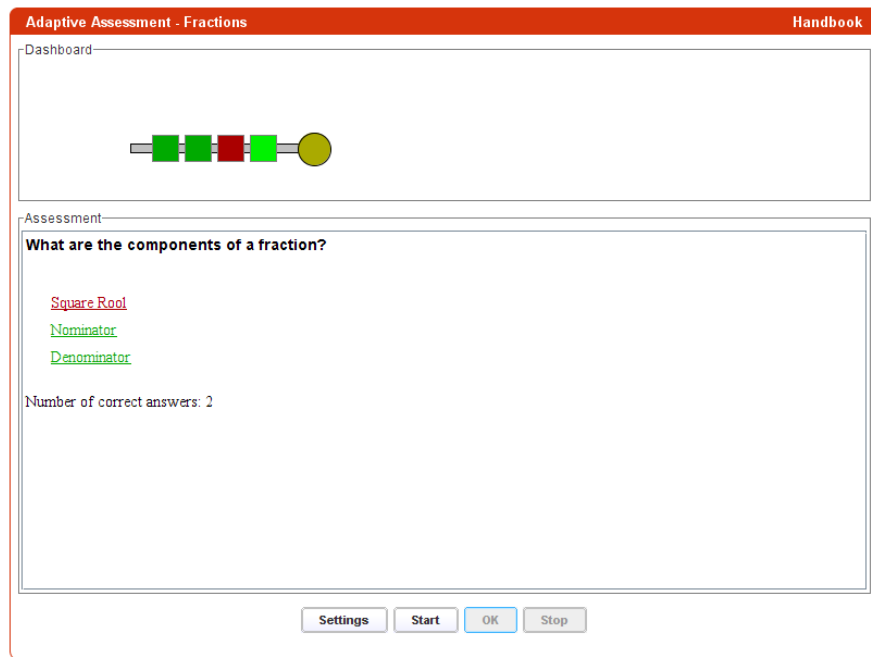 Adaptive Assessment - Fractions Handbook
Dashboard
Assessment
What are the components of a fraction?
Square Rool
Nominator
Denominator
Number of correct answers: 2
Settings Start OK Stop